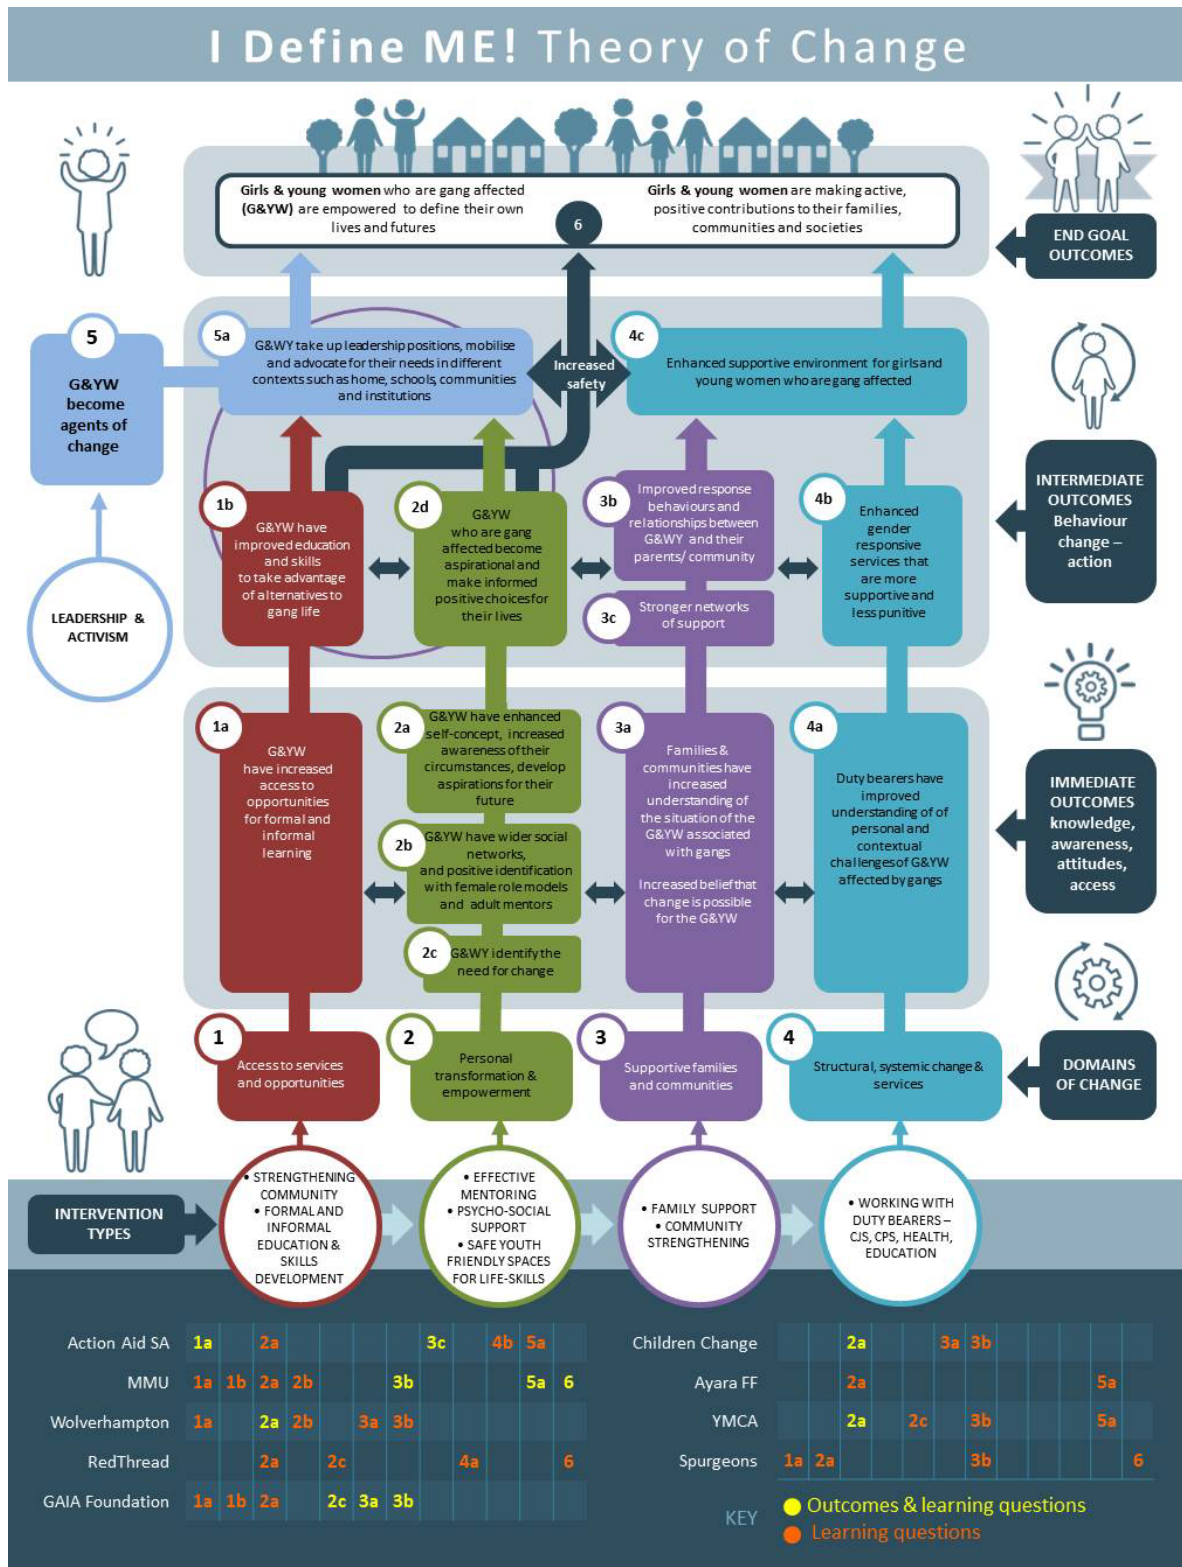 I Define ME! Theory of Change
Girls & young women who are gang affected
(G&YW) are empowered to define their own
lives and futures
6
Girls & young women are making active,
positive contributions to their families,
communities and societies
END GOAL
OUTCOMES
5
G&YW
become
agents of
change
5a
G&WY take up leadership positions, mobilise
and advocate for their needs in different
contexts such as home, schools, communities
and institutions
Increased
safety
4c
Enhanced supportive environment for girls and
young women who are gang affected
LEADERSHIP &
ACTIVISM
1b
G&YW have
improved education
and skills
to take advantage
of alternatives to
gang life
2d
G&YW
who are gang
affected become
aspirational and
make informed
positive choices for
their lives
3b
Improved response
behaviours and
relationships between
G&WY and their
parents/ community
3c
Stronger networks
of support
4b
Enhanced
gender
responsive
services that
are more
supportive and
less punitive
INTERMEDIATE
OUTCOMES
Behaviour
change –
action
1a
G&YW
have increased
access to
opportunities
for formal and
informal
learning
2a
G&YW have enhanced
self-concept, increased
awareness of their
circumstances, develop
aspirations for their
future
2b
G&YW have wider social
networks,
and positive identification
with female role models
and adult mentors
2c
G&WY identify the
need for change
3a
Families &
communities have
increased
understanding of
the situation of the
G&YW associated
with gangs
Increased belief that
change is possible
for the G&YW
4a
Duty bearers have
improved
understanding of of
personal and
contextual
challenges of G&YW
affected by gangs
IMMEDIATE
OUTCOMES
knowledge,
awareness,
attitudes,
access
1
Access to services
and opportunities
2
Personal
transformation &
empowerment
3
Supportive families
and communities
4
Structural, systemic change &
services
DOMAINS
OF CHANGE
INTERVENTION
TYPES
• STRENGTHENING
COMMUNITY
• FORMAL AND
INFORMAL
EDUCATION &
SKILLS
DEVELOPMENT
• EFFECTIVE
MENTORING
• PSYCHO-SOCIAL
SUPPORT
• SAFE YOUTH
FRIENDLY SPACES
FOR LIFE-SKILLS
• FAMILY SUPPORT
• COMMUNITY
STRENGTHENING
• WORKING WITH
DUTY BEARERS –
CJS, CPS, HEALTH,
EDUCATION
Action Aid SA 1a 2a 3c 4b 5a
MMU 1a 1b 2a 2b 3b 5a 6
Wolverhampton 1a 2a 2b 3a 3b
RedThread 2a 2c 4a 6
GAIA Foundation 1a 1b 2a 2c 3a 3b
Children Change 2a 3a 3b
Ayara FF 2a 5a
YMCA 2a 2c 3b 5a
Spurgeons 1a 2a 3b 6
KEY
Outcomes & learning questions
Learning questions